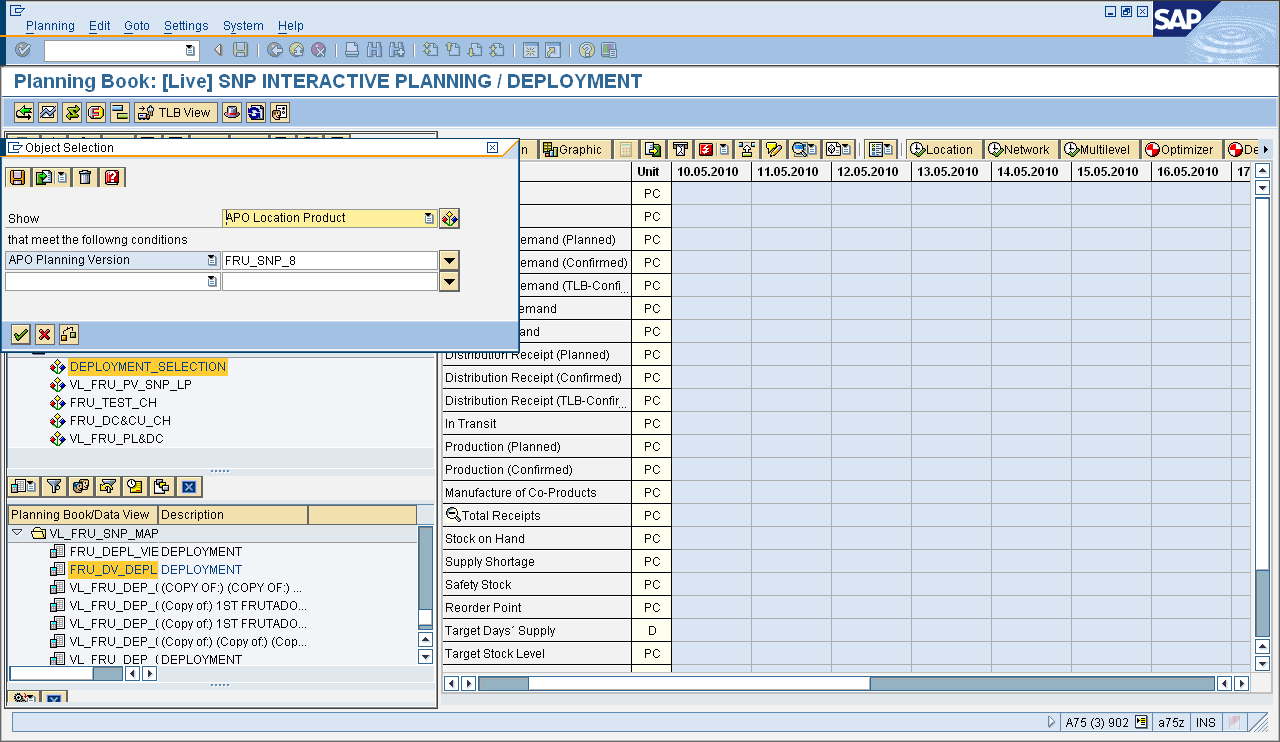 Planning Edit Goto Settings System Help
SAP
Planning Book: [Live] SNP INTERACTIVE PLANNING / DEPLOYMENT
TLB View
Object Selection
Show APO Location Product
that meet the followng conditions
APO Planning Version FRU_SNP_8
DEPLOYMENT_SELECTION
VL_FRU_PV_SNP_LP
FRU_TEST_CH
FRU_DC&CU_CH
VL_FRU_PL&DC
Planning Book/Data View Description
VL_FRU_SNP_MAP
FRU_DEPL_VIE DEPLOYMENT
FRU_DV_DEPL DEPLOYMENT
VL_FRU_DEP_( (COPY OF:) (COPY OF:) ...
VL_FRU_DEP_( (Copy of:) 1ST FRUTADO...
VL_FRU_DEP_( (Copy of:) 1ST FRUTADO...
VL_FRU_DEP_( (Copy of:) (Copy of:) (Cop...
VL_FRU_DEP_( DEPLOYMENT
n Graphic Location Network Multilevel Optimizer De
Unit 10.05.2010 11.05.2010 12.05.2010 13.05.2010 14.05.2010 15.05.2010 16.05.2010 17
PC
PC
emand (Planned) PC
emand (Confirmed) PC
emand (TLB-Confi... PC
emand PC
and PC
Distribution Receipt (Planned) PC
Distribution Receipt (Confirmed) PC
Distribution Receipt (TLB-Confir... PC
In Transit PC
Production (Planned) PC
Production (Confirmed) PC
Manufacture of Co-Products PC
Total Receipts PC
Stock on Hand PC
Supply Shortage PC
Safety Stock PC
Reorder Point PC
Target Days´ Supply D
Target Stock Level PC
A75 (3) 902 a75z INS